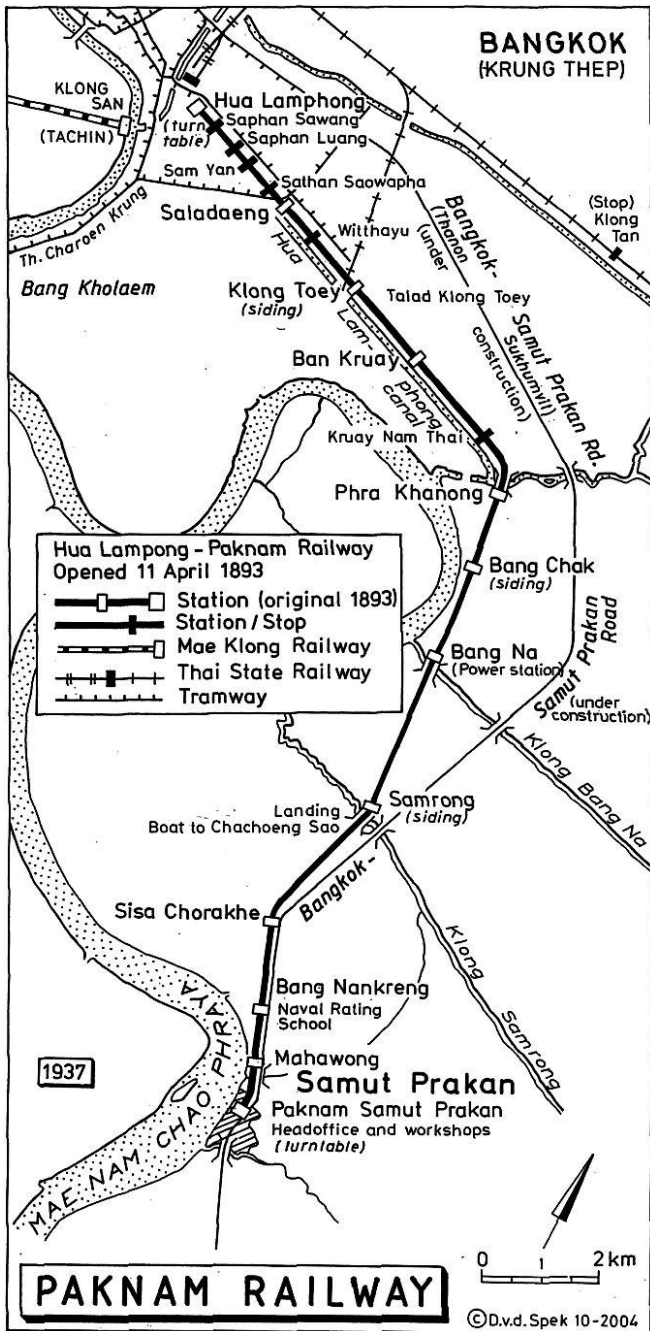 BANGKOK
(KRUNG THEP)
KLONG
SAN
(TACHIN)
Hua Lamphong
(turn
table)
Saphan Sawang
Saphan Luang
Sam Yan
Sathan Saowapha
Saladaeng
Th. Charoen Krung
Witthayu
(Stop)
Klong
Tan
Bang Kholaem
Hua
Lam-
phong
canal
Klong Toey
(siding)
Talad Klong Toey
Bangkok-
(Thanon
(under
Samut Prakan Rd.
Sukhumvit)
construction)
Ban Kruay
Kruay Nam Thai
Phra Khanong
Hua Lampong - Paknam Railway
Opened 11 April 1893
Station (original 1893)
Station / Stop
Mae Klong Railway
Thai State Railway
Tramway
Bang Chak
(siding)
Bang Na
(Power station)
Samut Prakan
Road
(under
construction)
Klong Bang Na
Landing
Boat to Chachoeng Sao
Samrong
(siding)
Bangkok-
Sisa Chorakhe
Klong
Samrong
Bang Nankreng
Naval Rating
School
Mahawong
1937
Samut Prakan
Paknam Samut Prakan
Headoffice and workshops
(turntable)
MAE NAM CHAO PHRAYA
0 1 2 km
PAKNAM RAILWAY
©D.v.d.Spek 10-2004